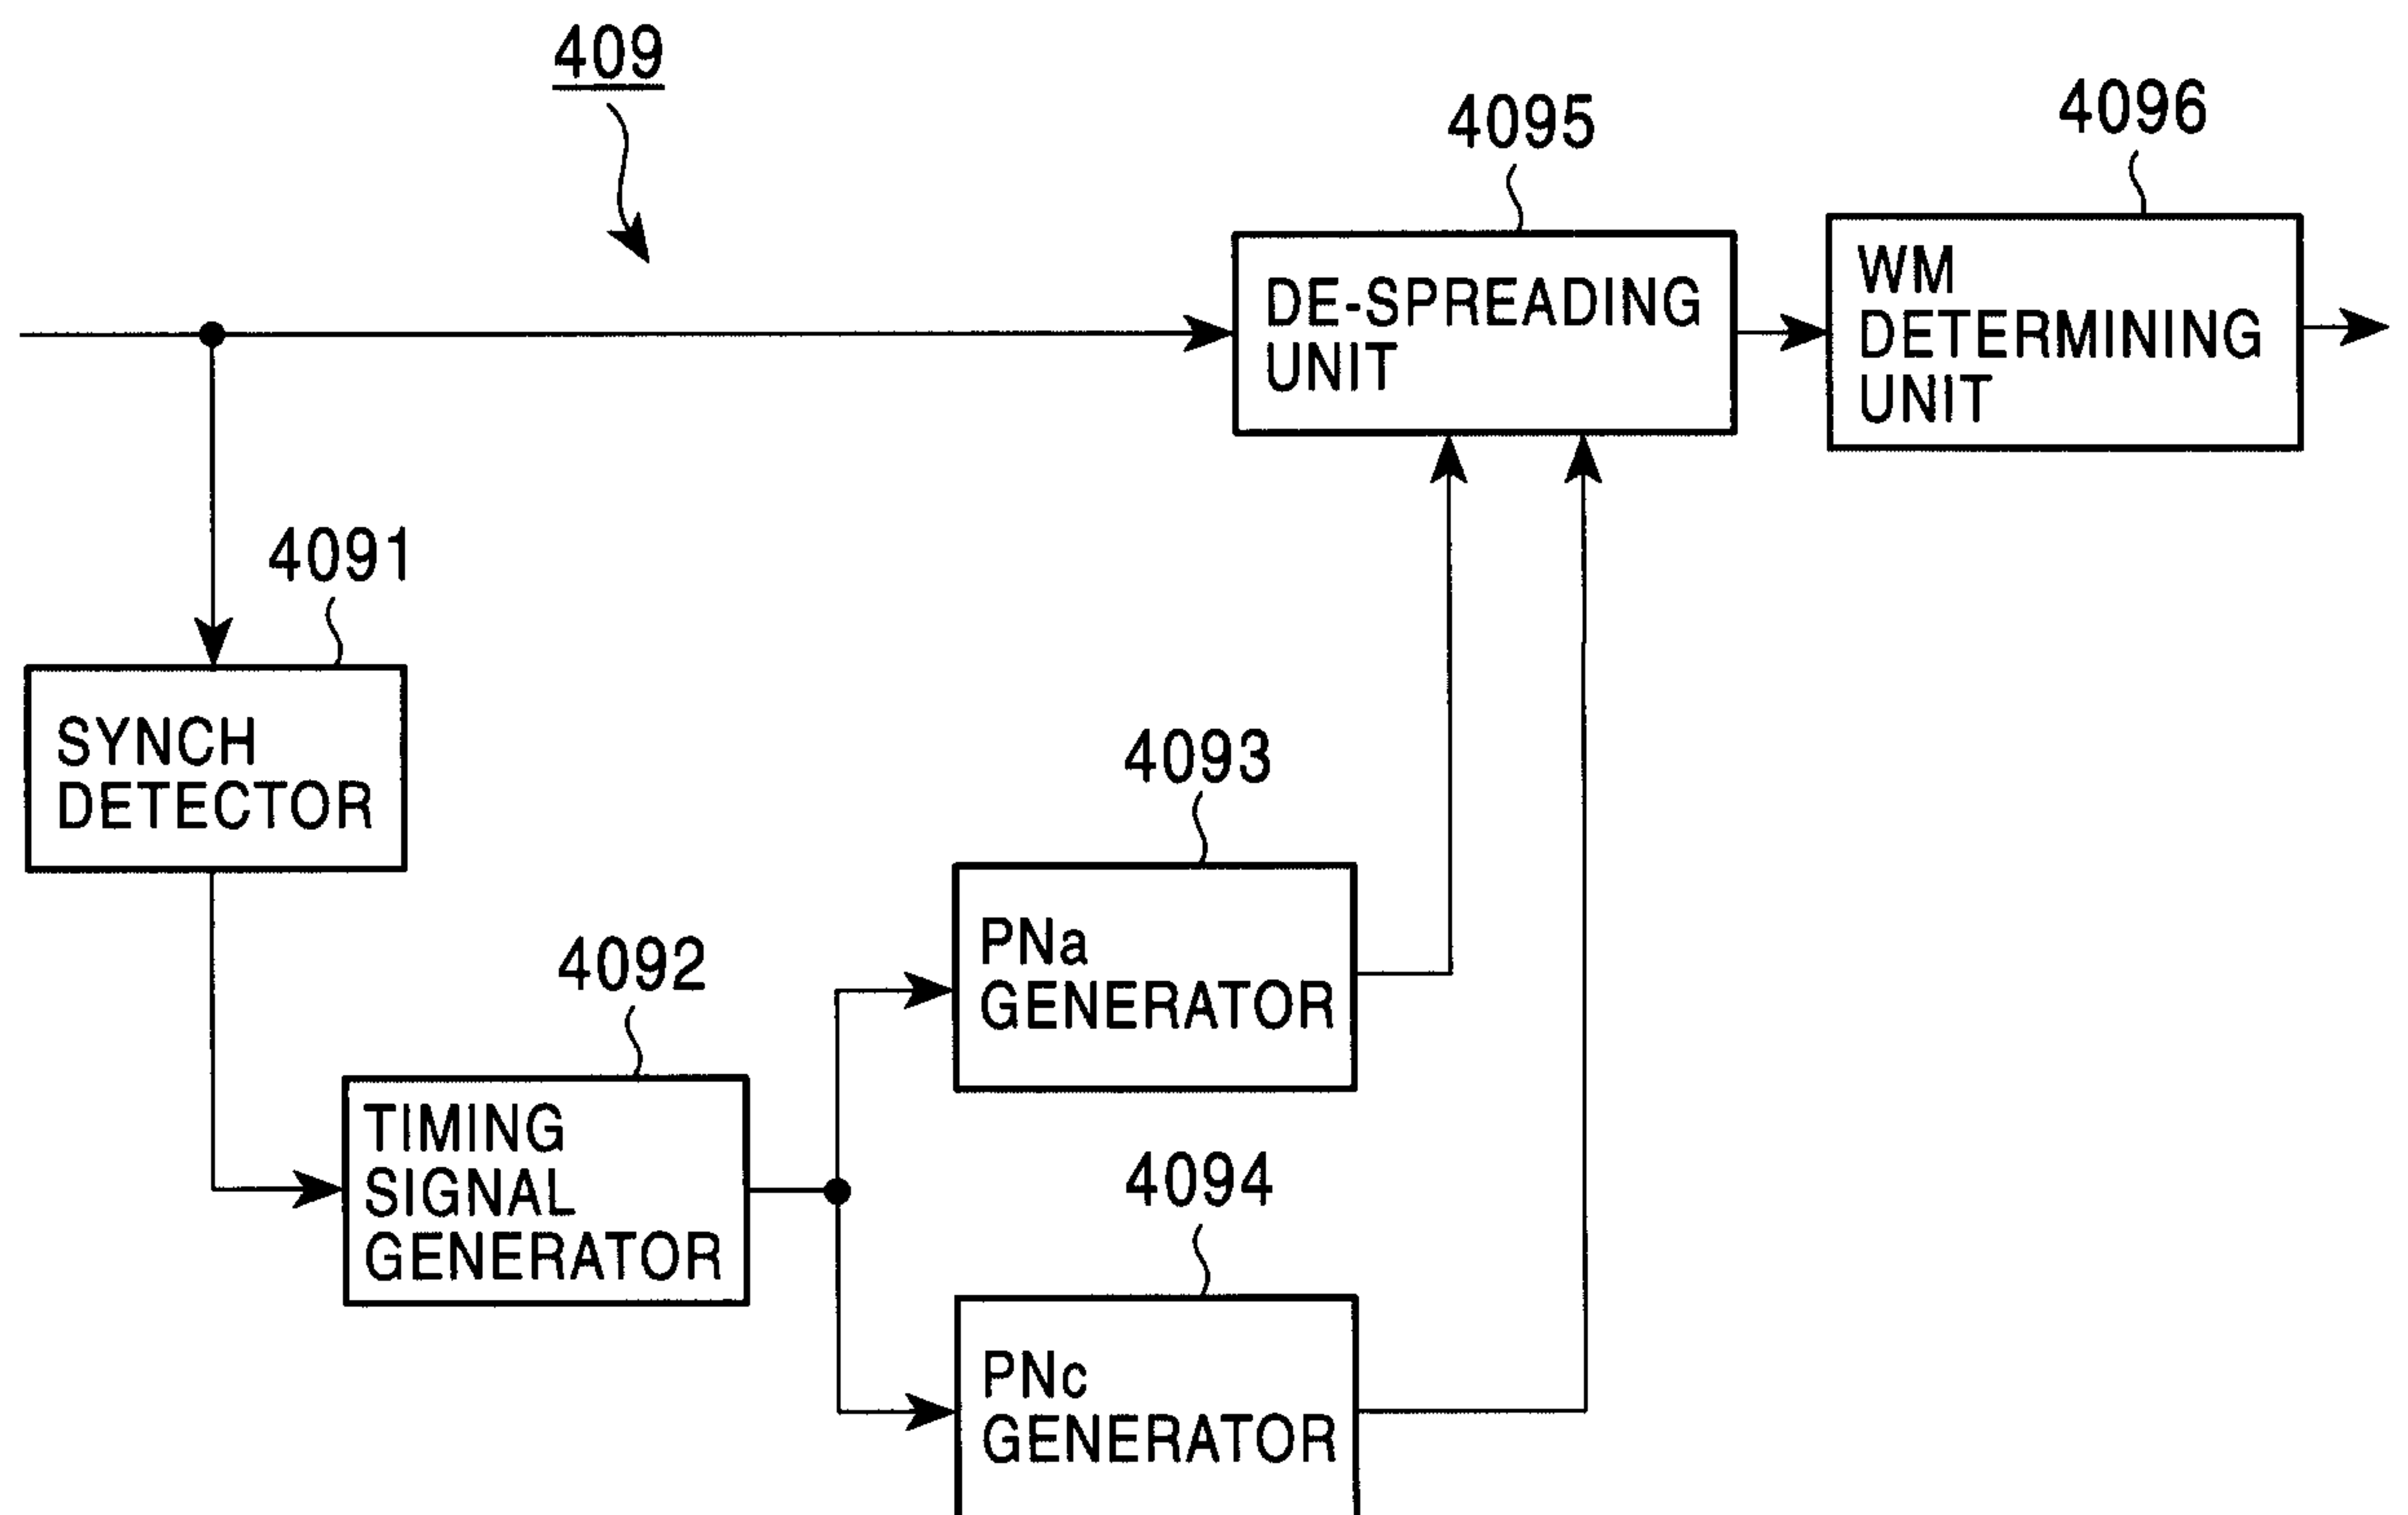 409
4095
4096
DE-SPREADING
UNIT
WM
DETERMINING
UNIT
4091
SYNCH
DETECTOR
4092
TIMING
SIGNAL
GENERATOR
4093
PNa
GENERATOR
4094
PNc
GENERATOR